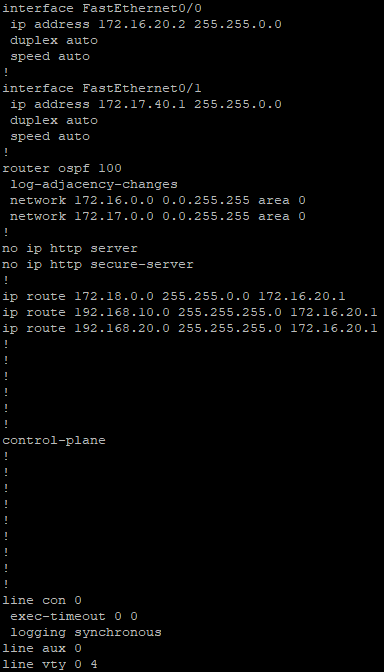 interface FastEthernet0/0
 ip address 172.16.20.2 255.255.0.0
 duplex auto
 speed auto
!
interface FastEthernet0/1
 ip address 172.17.40.1 255.255.0.0
 duplex auto
 speed auto
!
router ospf 100
 log-adjacency-changes
 network 172.16.0.0 0.0.255.255 area 0
 network 172.17.0.0 0.0.255.255 area 0
!
no ip http server
no ip http secure-server
!
ip route 172.18.0.0 255.255.0.0 172.16.20.1
ip route 192.168.10.0 255.255.255.0 172.16.20.1
ip route 192.168.20.0 255.255.255.0 172.16.20.1
!
!
!
!
!
!
control-plane
!
!
!
!
!
!
!
!
!
line con 0
 exec-timeout 0 0
 logging synchronous
line aux 0
line vty 0 4